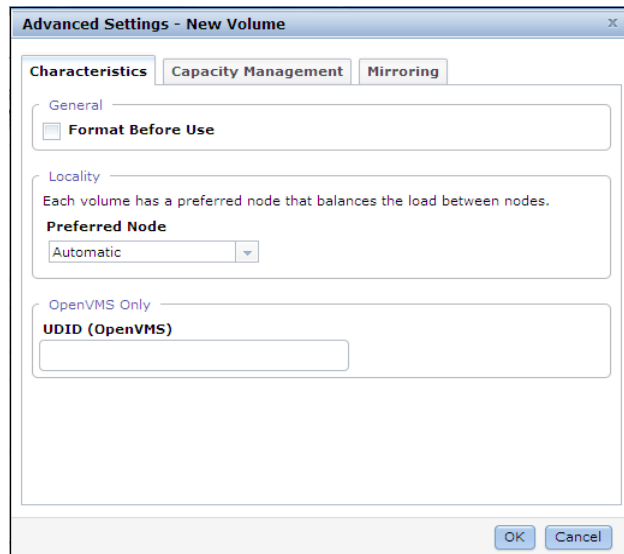 Advanced Settings - New Volume x
Characteristics Capacity Management Mirroring
General
Format Before Use
Locality
Each volume has a preferred node that balances the load between nodes.
Preferred Node
Automatic
OpenVMS Only
UDID (OpenVMS)
OK Cancel